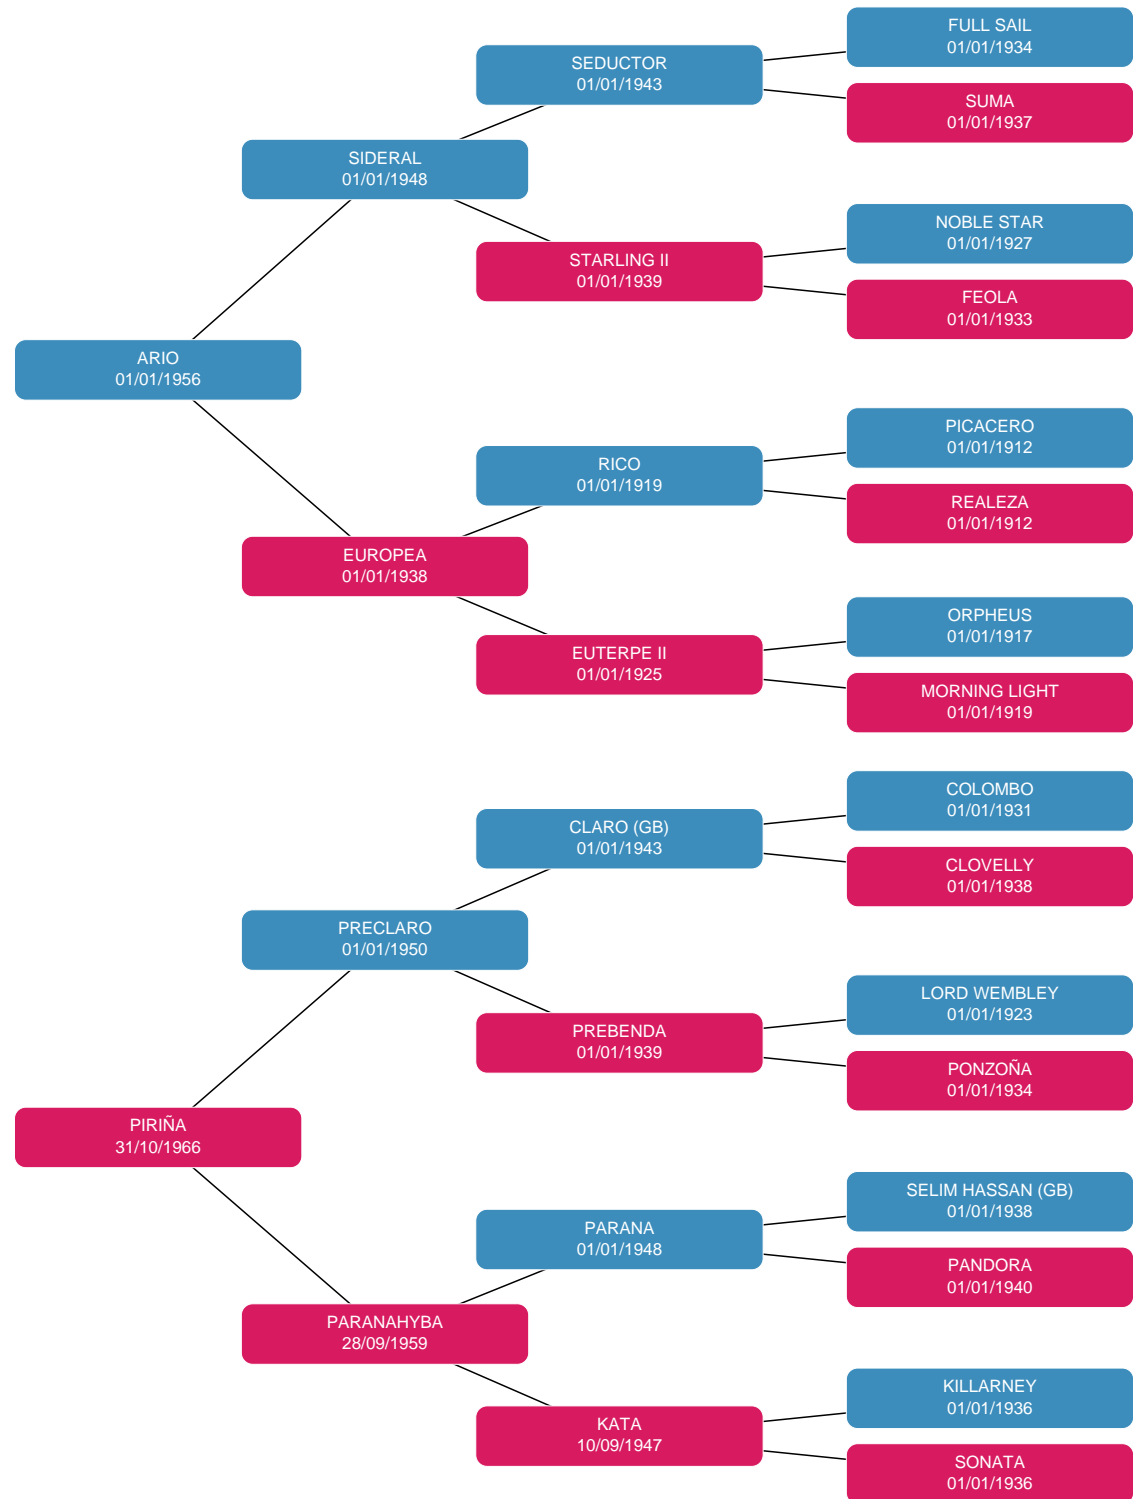 FULL SAIL
01/01/1934
SEDUCTOR
01/01/1943
SUMA
01/01/1937
SIDERAL
01/01/1948
NOBLE STAR
01/01/1927
STARLING II
01/01/1939
FEOLA
01/01/1933
ARIO
01/01/1956
PICACERO
01/01/1912
RICO
01/01/1919
REALEZA
01/01/1912
EUROPEA
01/01/1938
ORPHEUS
01/01/1917
EUTERPE II
01/01/1925
MORNING LIGHT
01/01/1919
COLOMBO
01/01/1931
CLARO (GB)
01/01/1943
CLOVELLY
01/01/1938
PRECLARO
01/01/1950
LORD WEMBLEY
01/01/1923
PREBENDA
01/01/1939
PONZOÑA
01/01/1934
PIRIÑA
31/10/1966
SELIM HASSAN (GB)
01/01/1938
PARANA
01/01/1948
PANDORA
01/01/1940
PARANAHYBA
28/09/1959
KILLARNEY
01/01/1936
KATA
10/09/1947
SONATA
01/01/1936